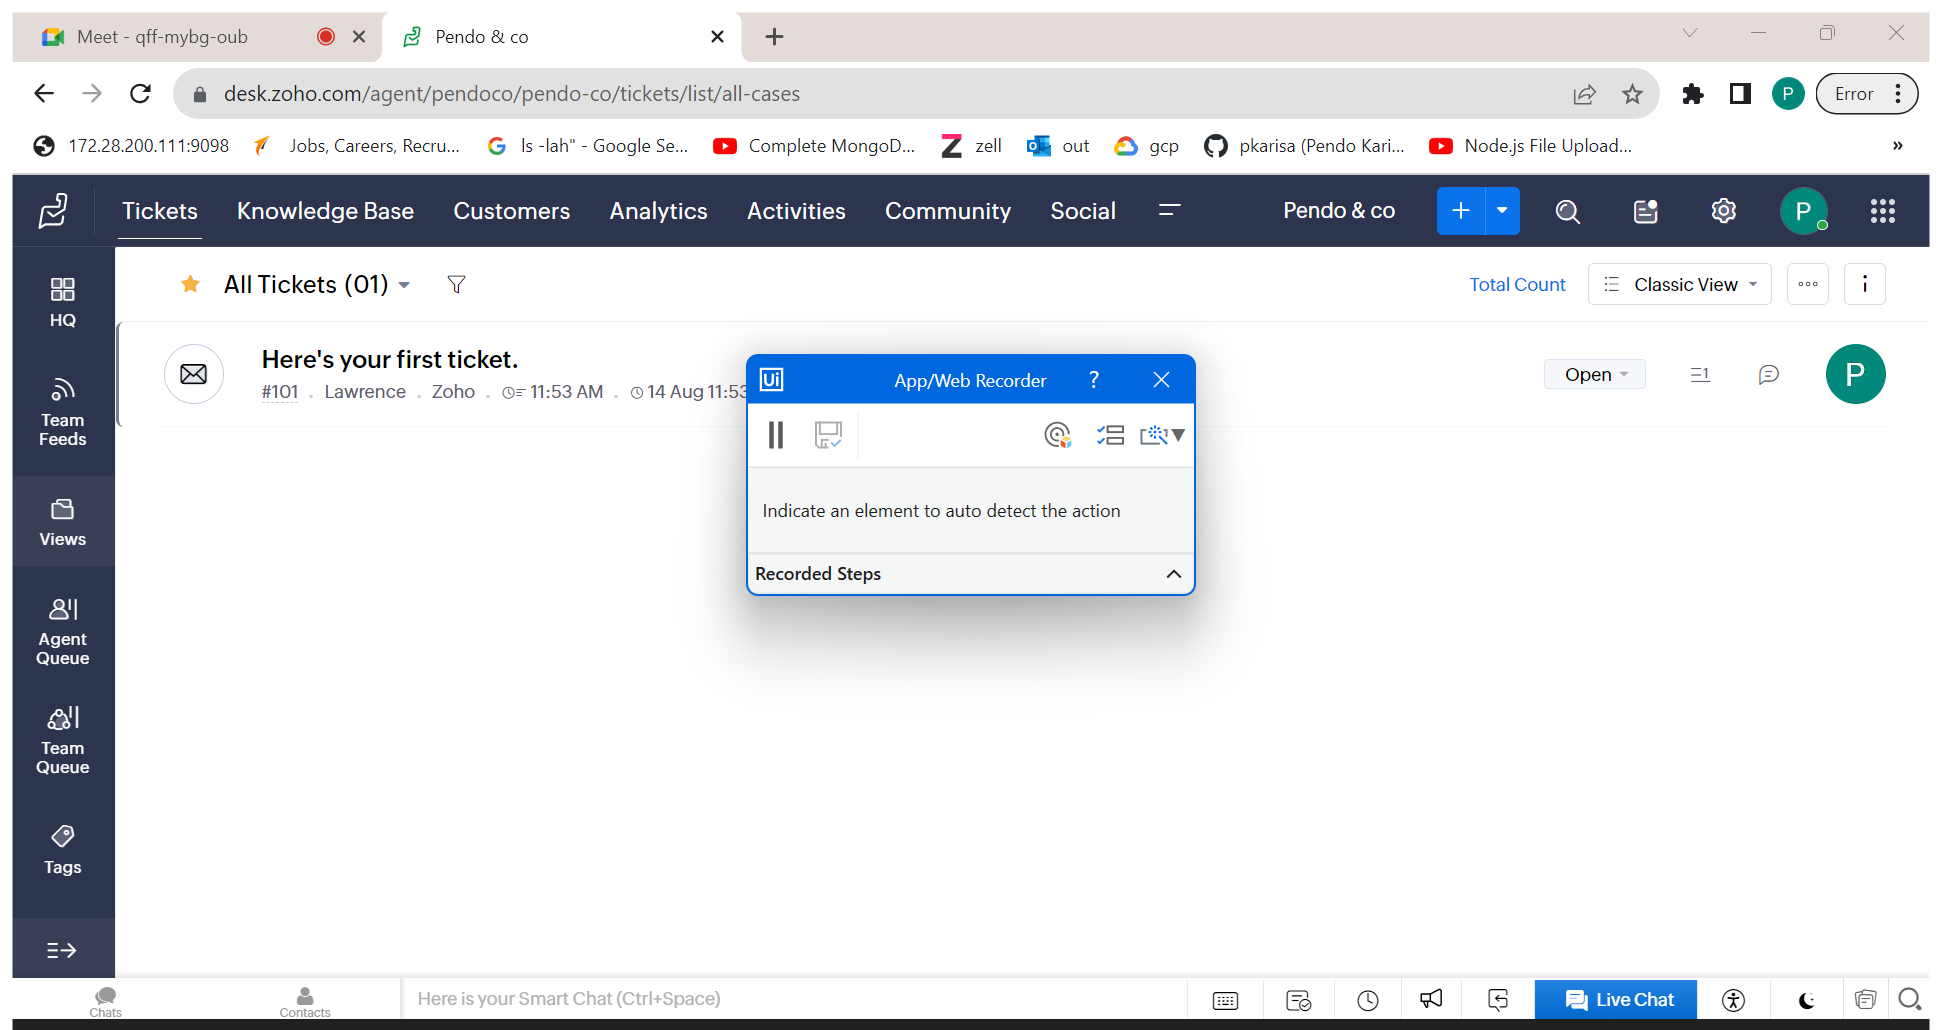 Meet - qff-mybg-oub
Pendo & co
desk.zoho.com/agent/pendoco/pendo-co/tickets/list/all-cases
P
Error
172.28.200.111:9098
Jobs, Careers, Recru...
ls -lah" - Google Se...
Complete MongoD...
zell
out
gcp
pkarisa (Pendo Kari...
Node.js File Upload...
»
Tickets
Knowledge Base
Customers
Analytics
Activities
Community
Social
Pendo & co
P
HQ
Team
Feeds
Views
Agent
Queue
Team
Queue
Tags
All Tickets (01)
Total Count
Classic View
Here's your first ticket.
#101 . Lawrence . Zoho . 11:53 AM . 14 Aug 11:53
Open
1
P
Ui
App/Web Recorder
?
Indicate an element to auto detect the action
Recorded Steps
Chats
Contacts
Here is your Smart Chat (Ctrl+Space)
Live Chat